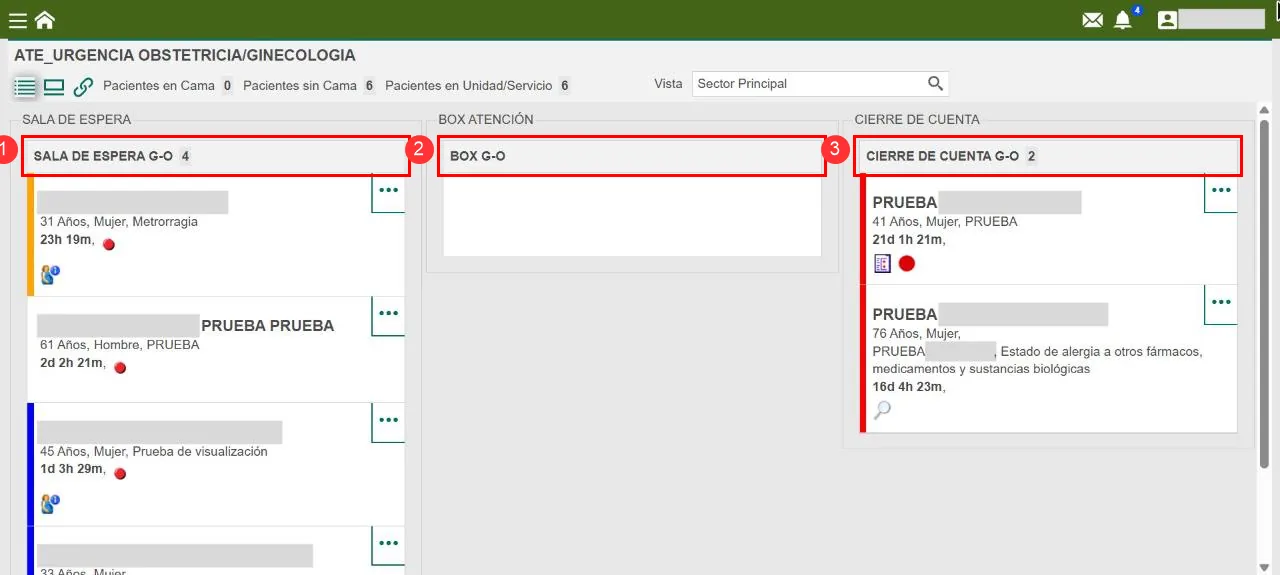 4
ATE_URGENCIA OBSTETRICIA/GINECOLOGIA
Pacientes en Cama 0 Pacientes sin Cama 6 Pacientes en Unidad/Servicio 6
Vista Sector Principal
SALA DE ESPERA
1
SALA DE ESPERA G-O 4
31 Años, Mujer, Metrorragia
23h 19m,
PRUEBA PRUEBA
61 Años, Hombre, PRUEBA
2d 2h 21m,
45 Años, Mujer, Prueba de visualización
1d 3h 29m,
33 Años, Mujer
BOX ATENCIÓN
2
BOX G-O
CIERRE DE CUENTA
3
CIERRE DE CUENTA G-O 2
PRUEBA
41 Años, Mujer, PRUEBA
21d 1h 21m,
PRUEBA
76 Años, Mujer,
PRUEBA , Estado de alergia a otros fármacos,
medicamentos y sustancias biológicas
16d 4h 23m,